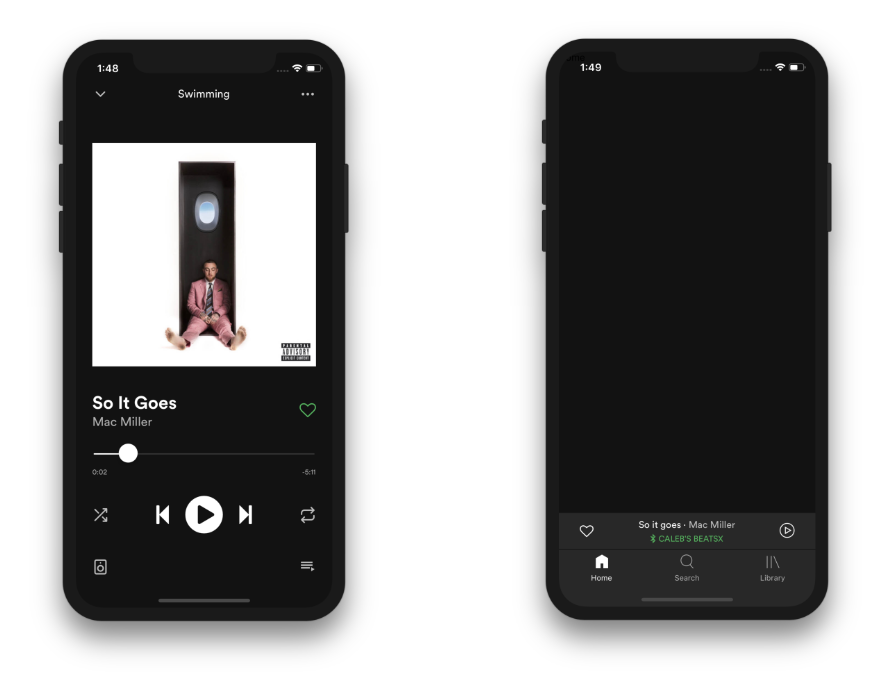 1:48
Swimming
PARENTAL
ADVISORY
EXPLICIT CONTENT
So It Goes
Mac Miller
0:02
-5:11
1:49
So it goes · Mac Miller
CALEB'S BEATSX
Home
Search
Library